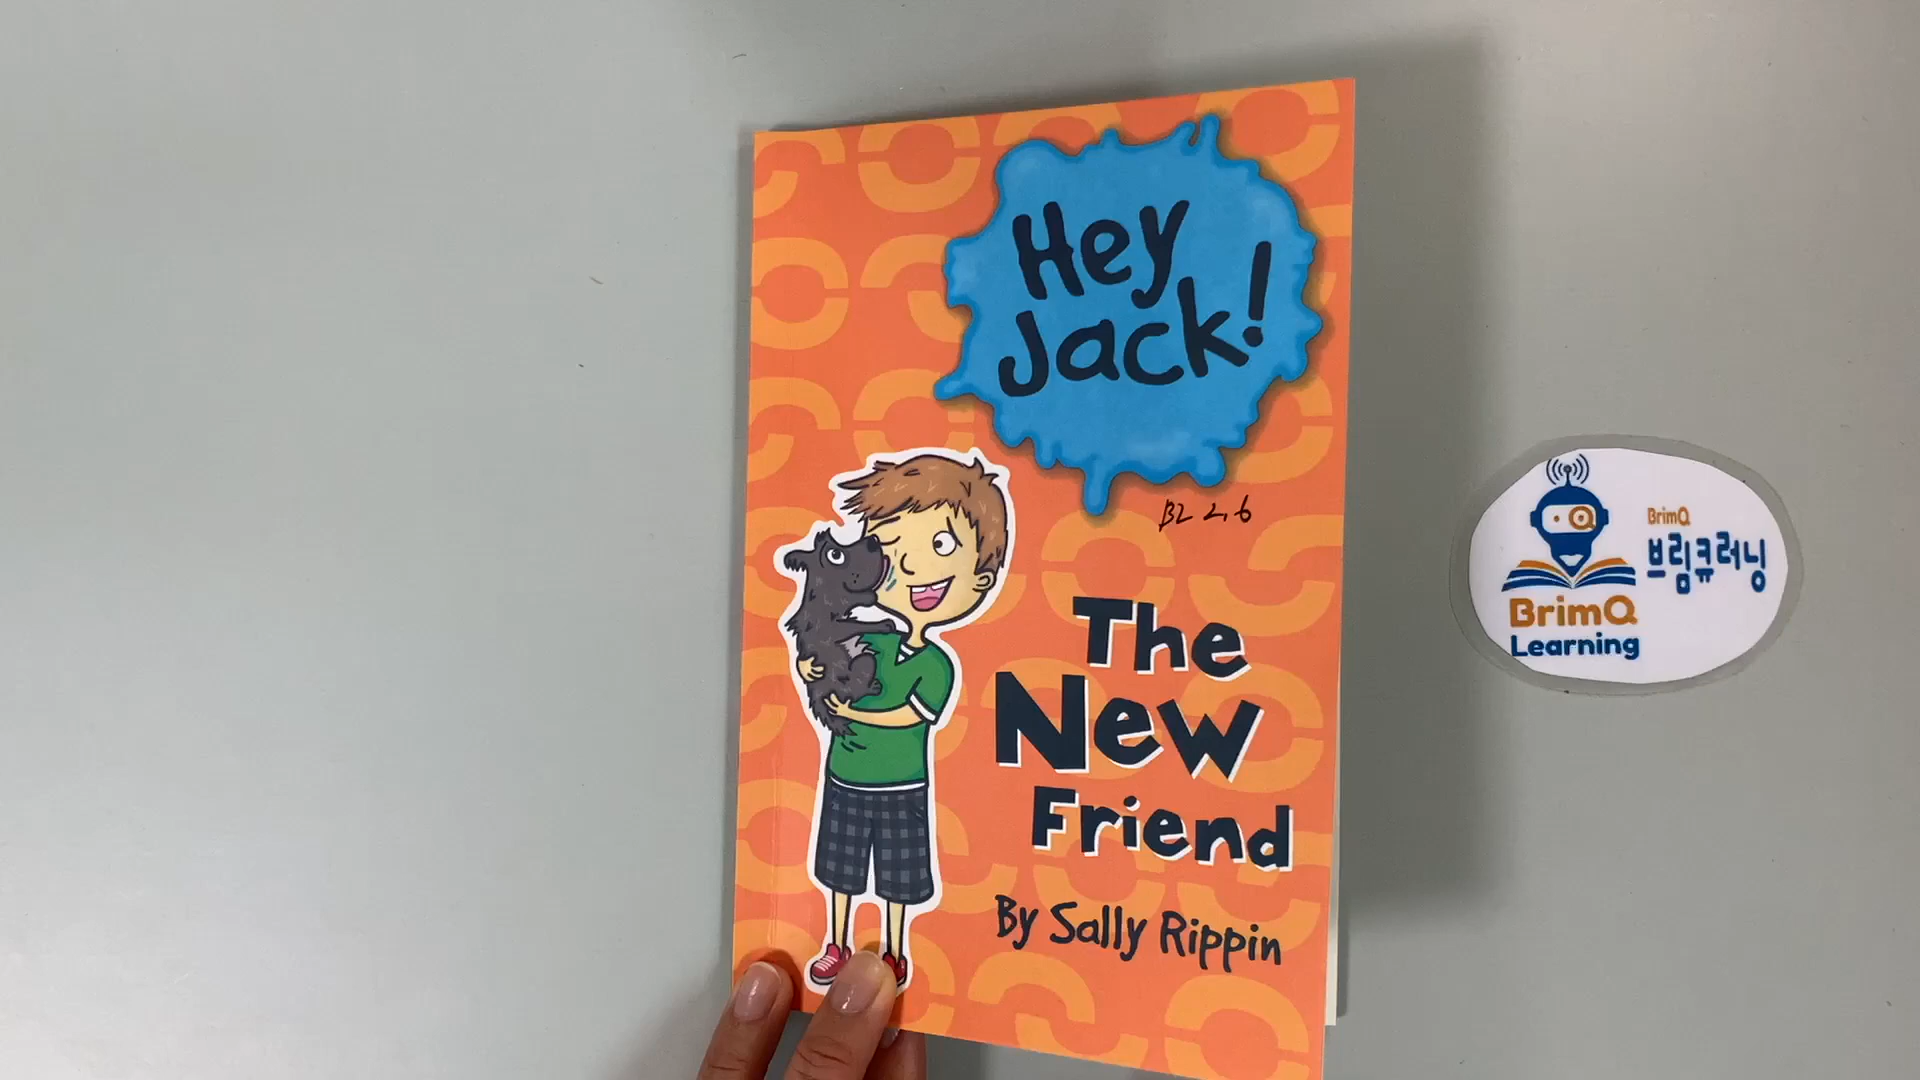 Hey
Jack!
BL 2.6
The
New
Friend
By Sally Rippin
BrimQ
브림큐러닝
BrimQ
Learning